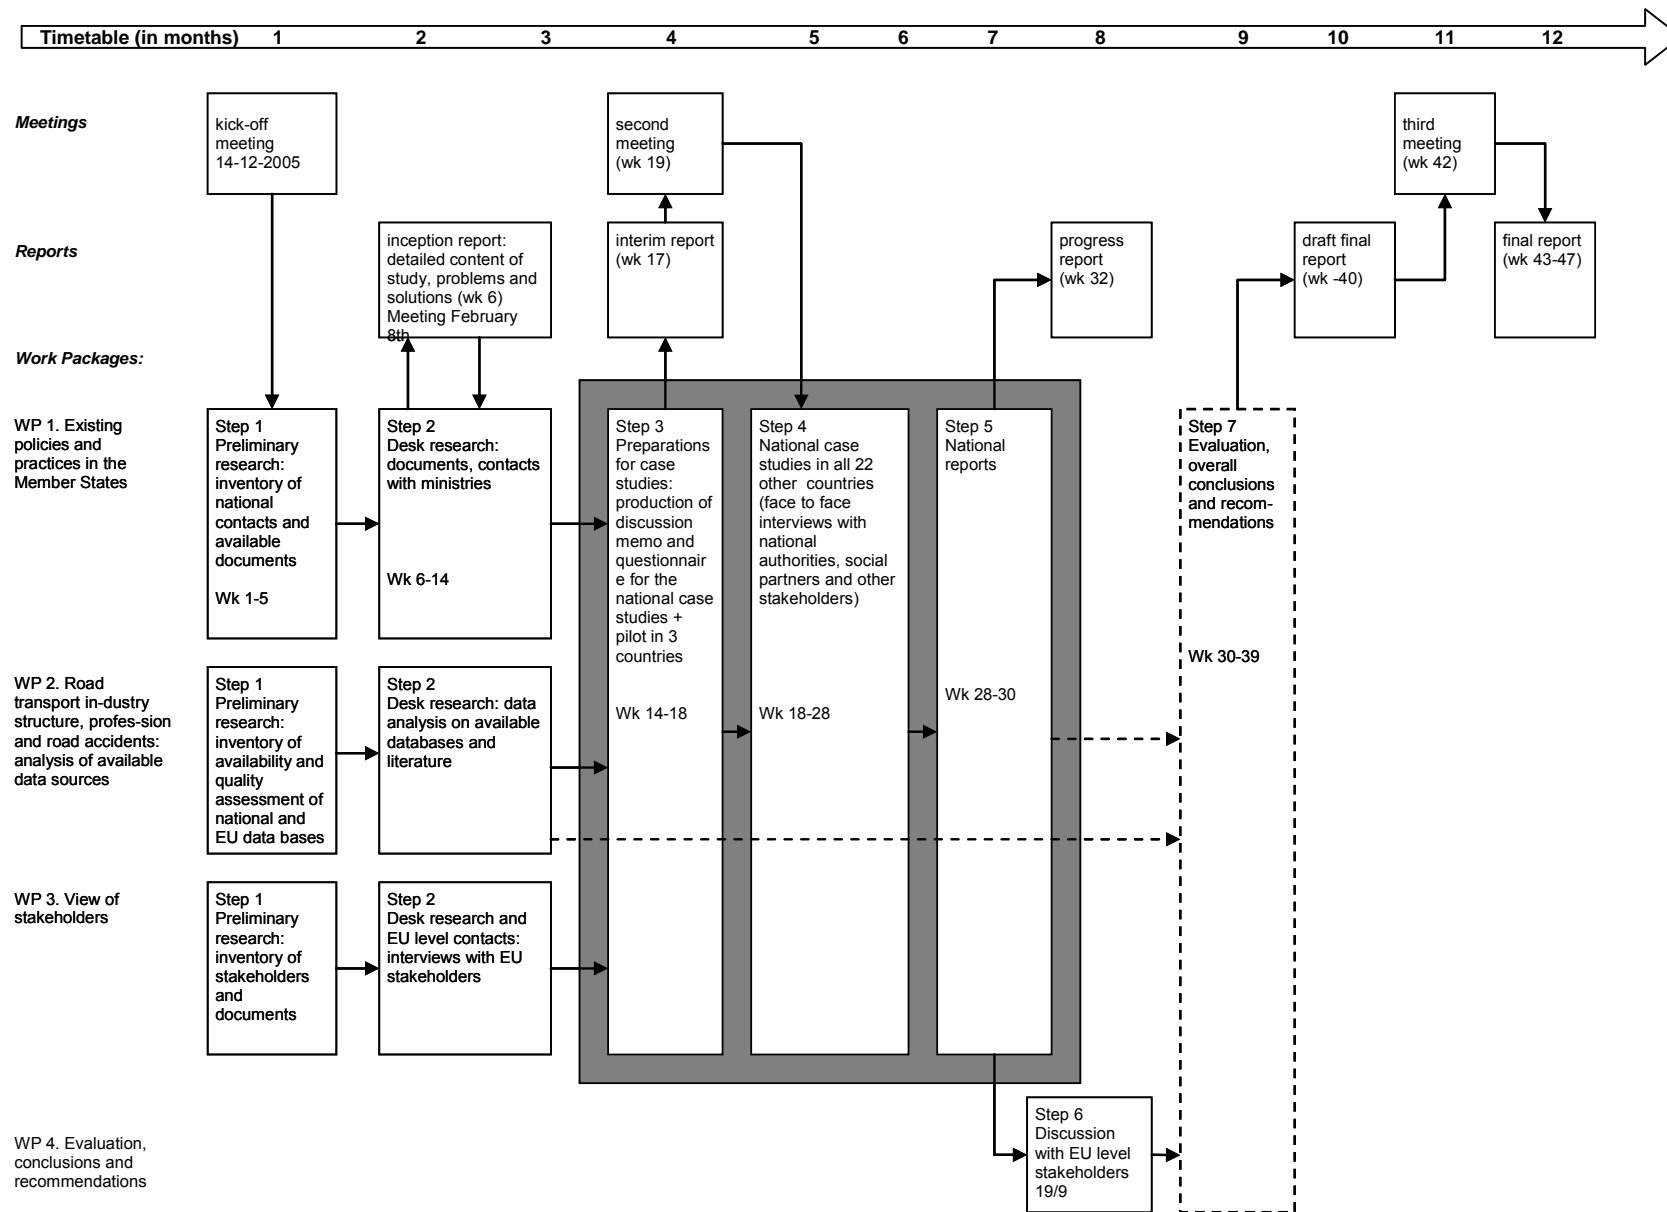 Timetable (in months) 1 2 3 4 5 6 7 8 9 10 11 12
Meetings
kick-off
meeting
14-12-2005
second
meeting
(wk 19)
third
meeting
(wk 42)
Reports
inception report:
detailed content of
study, problems and
solutions (wk 6)
Meeting February
8th
interim report
(wk 17)
progress
report
(wk 32)
draft final
report
(wk -40)
final report
(wk 43-47)
Work Packages:
WP 1. Existing
policies and
practices in the
Member States
Step 1
Preliminary
research:
inventory of
national
contacts and
available
documents
Wk 1-5
Step 2
Desk research:
documents, contacts
with ministries
Wk 6-14
Step 3
Preparations
for case
studies:
production of
discussion
memo and
questionnair
e for the
national case
studies +
pilot in 3
countries
Wk 14-18
Step 4
National case
studies in all 22
other countries
(face to face
interviews with
national
authorities, social
partners and other
stakeholders)
Wk 18-28
Step 5
National
reports
Wk 28-30
Step 7
Evaluation,
overall
conclusions
and recom-
mendations
Wk 30-39
WP 2. Road
transport in-dustry
structure, profes-sion
and road accidents:
analysis of available
data sources
Step 1
Preliminary
research:
inventory of
availability and
quality
assessment of
national and
EU data bases
Step 2
Desk research: data
analysis on available
databases and
literature
WP 3. View of
stakeholders
Step 1
Preliminary
research:
inventory of
stakeholders
and
documents
Step 2
Desk research and
EU level contacts:
interviews with EU
stakeholders
WP 4. Evaluation,
conclusions and
recommendations
Step 6
Discussion
with EU level
stakeholders
19/9